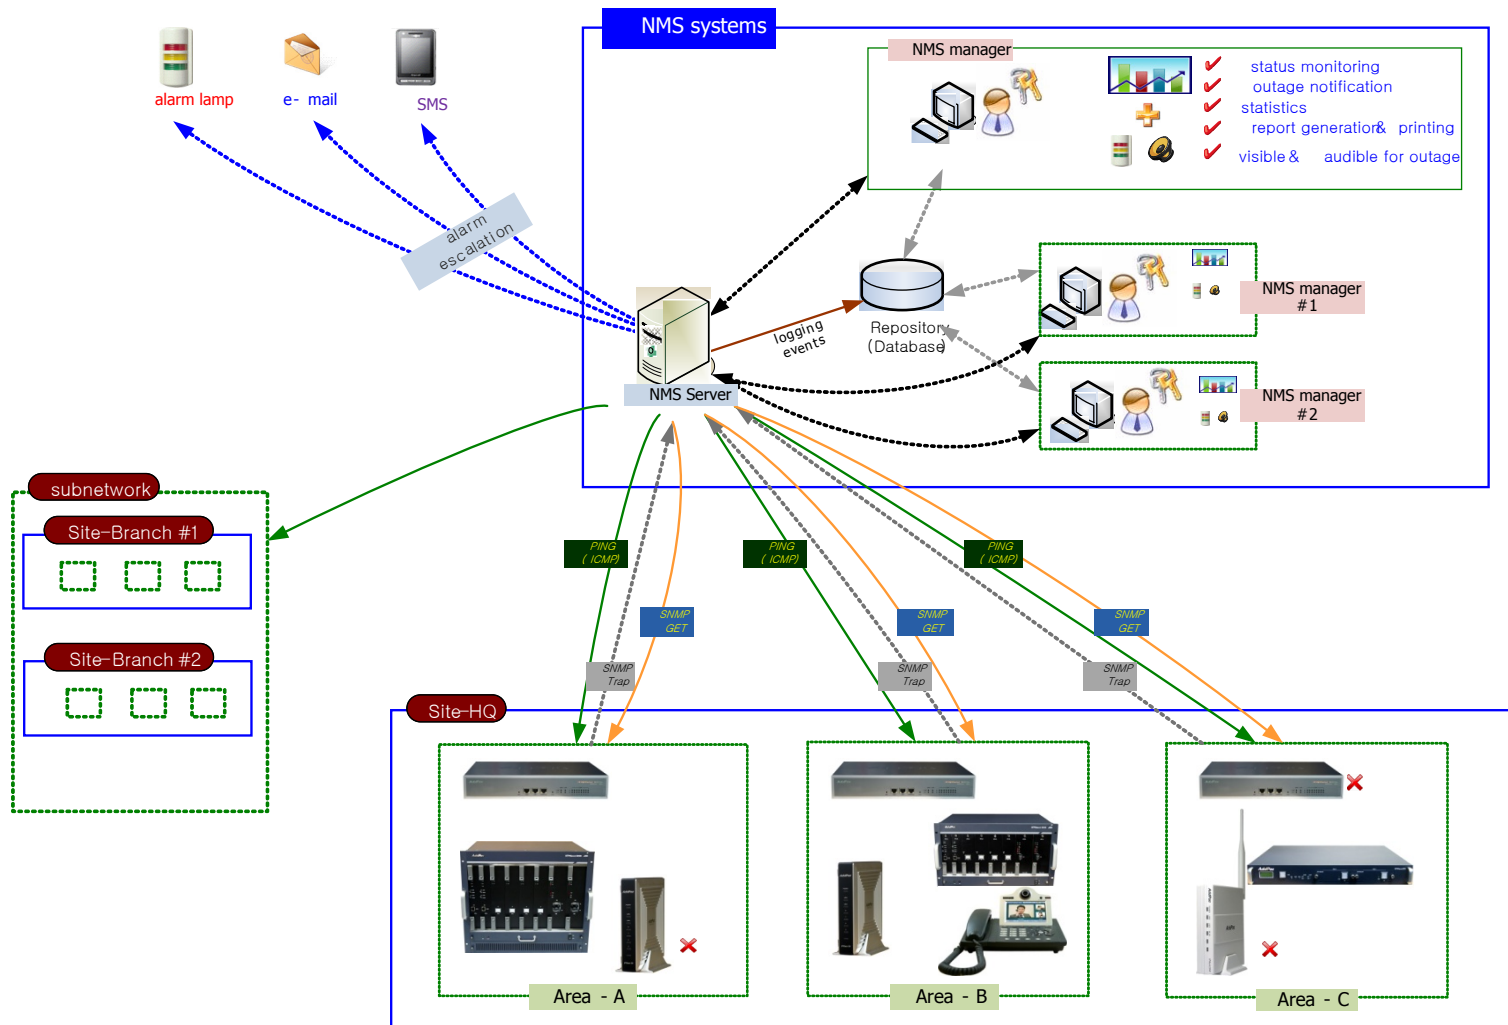 NMS systems
NMS manager
status monitoring
outage notification
statistics
report generation& printing
visible & audible for outage
alarm lamp
e- mail
SMS
alarm
escalation
NMS manager
#1
Repository
(Database)
logging
events
NMS Server
NMS manager
#2
subnetwork
Site-Branch #1
Site-Branch #2
PING
( ICMP)
PING
( ICMP)
PING
( ICMP)
SNMP
GET
SNMP
GET
SNMP
GET
SNMP
Trap
SNMP
Trap
SNMP
Trap
Site-HQ
Area - A
Area - B
Area - C